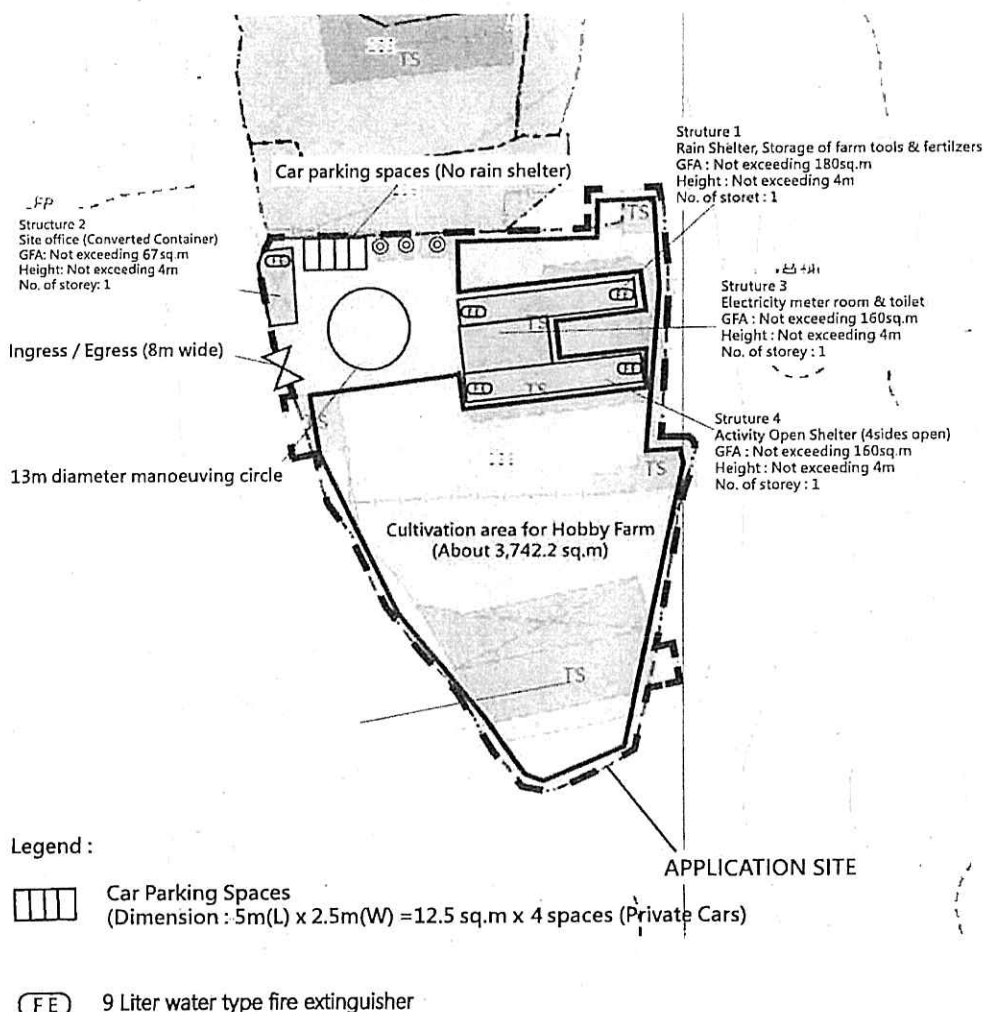 TS
Struture 1
Rain Shelter, Storage of farm tools & fertilzers
GFA : Not exceeding 180sq.m
Height : Not exceeding 4m
No. of storet : 1
Car parking spaces (No rain shelter)
FP
Structure 2
Site office (Converted Container)
GFA: Not exceeding 67sq.m
Height: Not exceeding 4m
No. of storey: 1
TS
Struture 3
Electricity meter room & toilet
GFA : Not exceeding 160sq.m
Height : Not exceeding 4m
No. of storey : 1
TS
Ingress / Egress (8m wide)
TS
TS
Struture 4
Activity Open Shelter (4sides open)
GFA : Not exceeding 160sq.m
Height : Not exceeding 4m
No. of storey : 1
TS
13m diameter manoeuving circle
Cultivation area for Hobby Farm
(About 3,742.2 sq.m)
TS
APPLICATION SITE
Legend :
Car Parking Spaces
(Dimension : 5m(L) x 2.5m(W) =12.5 sq.m x 4 spaces (Private Cars)
FE 9 Liter water type fire extinguisher